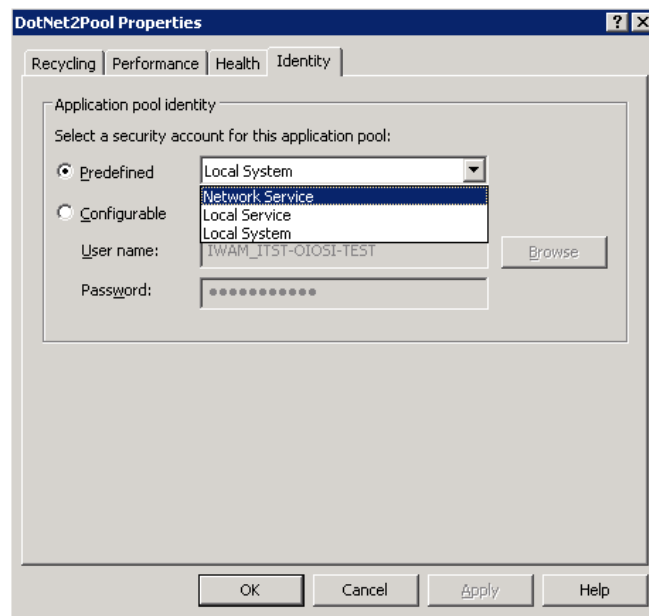 DotNet2Pool Properties
Recycling Performance Health Identity
Application pool identity
Select a security account for this application pool:
Predefined Local System
Network Service
Configurable Local Service
Local System
User name: IWAM_ITST-OIOSI-TEST Browse
Password: ●●●●●●●●●●●
OK Cancel Apply Help